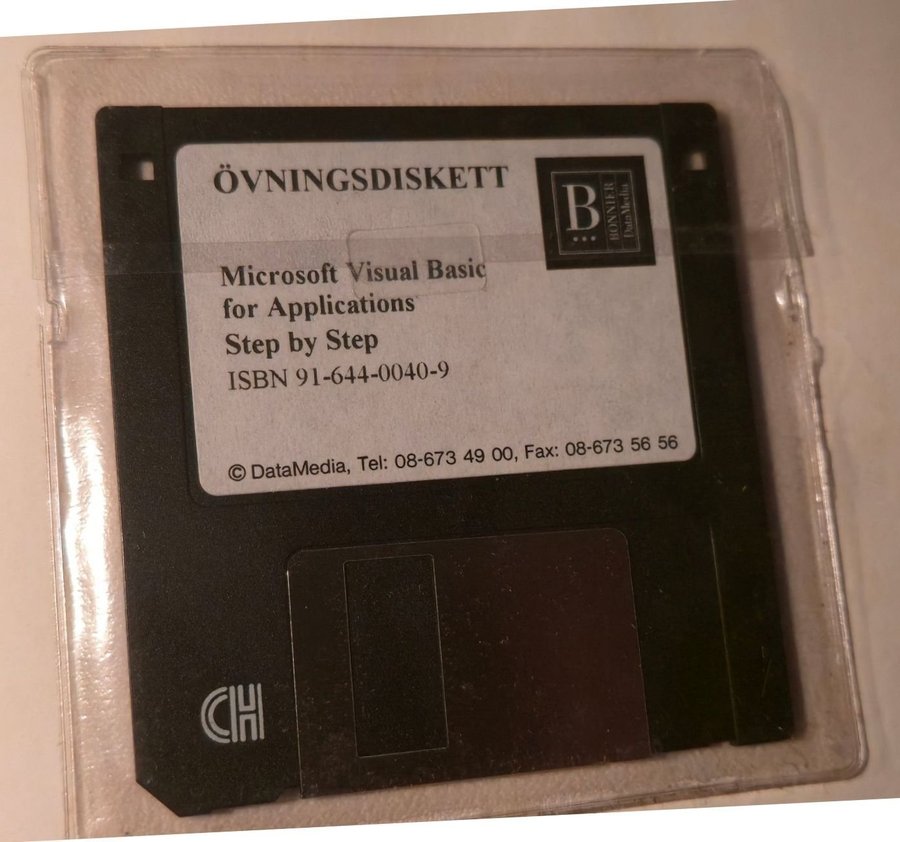 ÖVNINGSDISKETT
B
BONNIER
DataMedia
Microsoft Visual Basic
for Applications
Step by Step
ISBN 91-644-0040-9
© DataMedia, Tel: 08-673 49 00, Fax: 08-673 56 56
CH